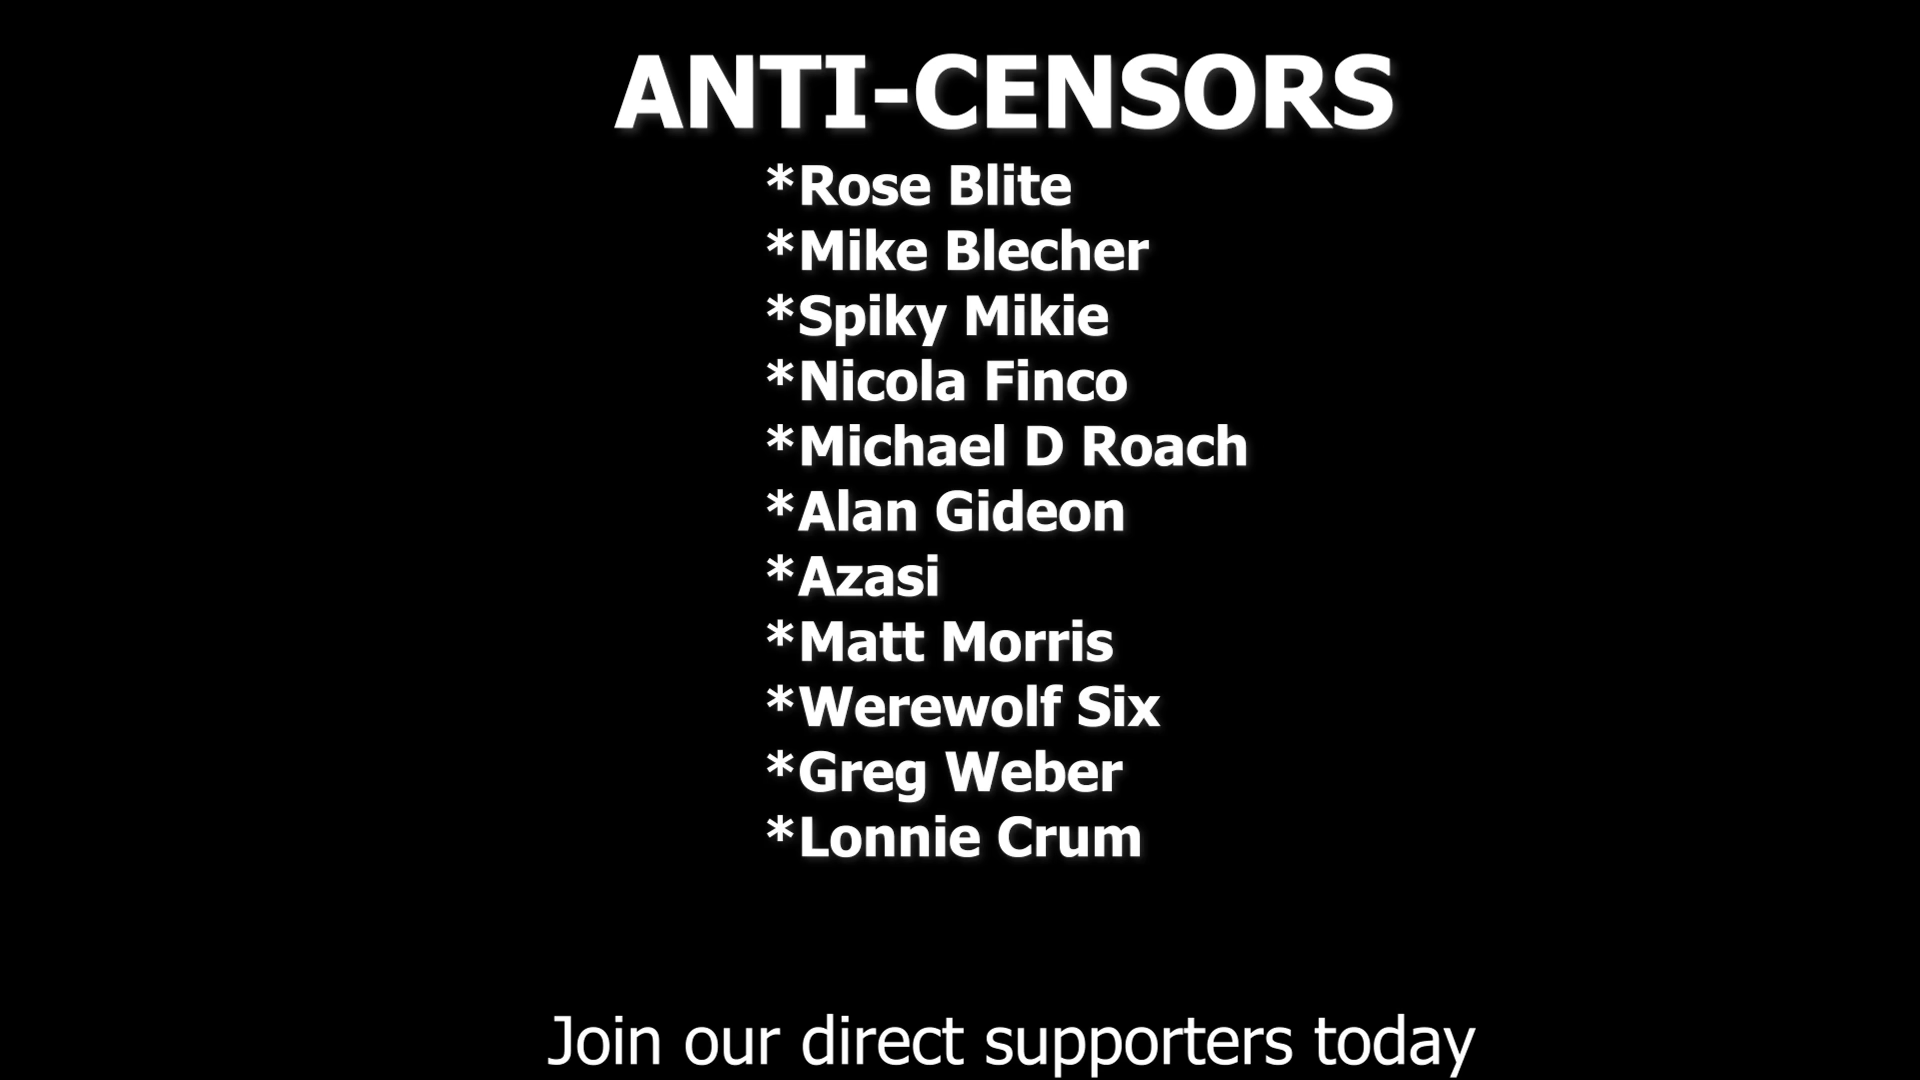 ANTI-CENSORS
*Rose Blite
*Mike Blecher
*Spiky Mikie
*Nicola Finco
*Michael D Roach
*Alan Gideon
*Azasi
*Matt Morris
*Werewolf Six
*Greg Weber
*Lonnie Crum
Join our direct supporters today